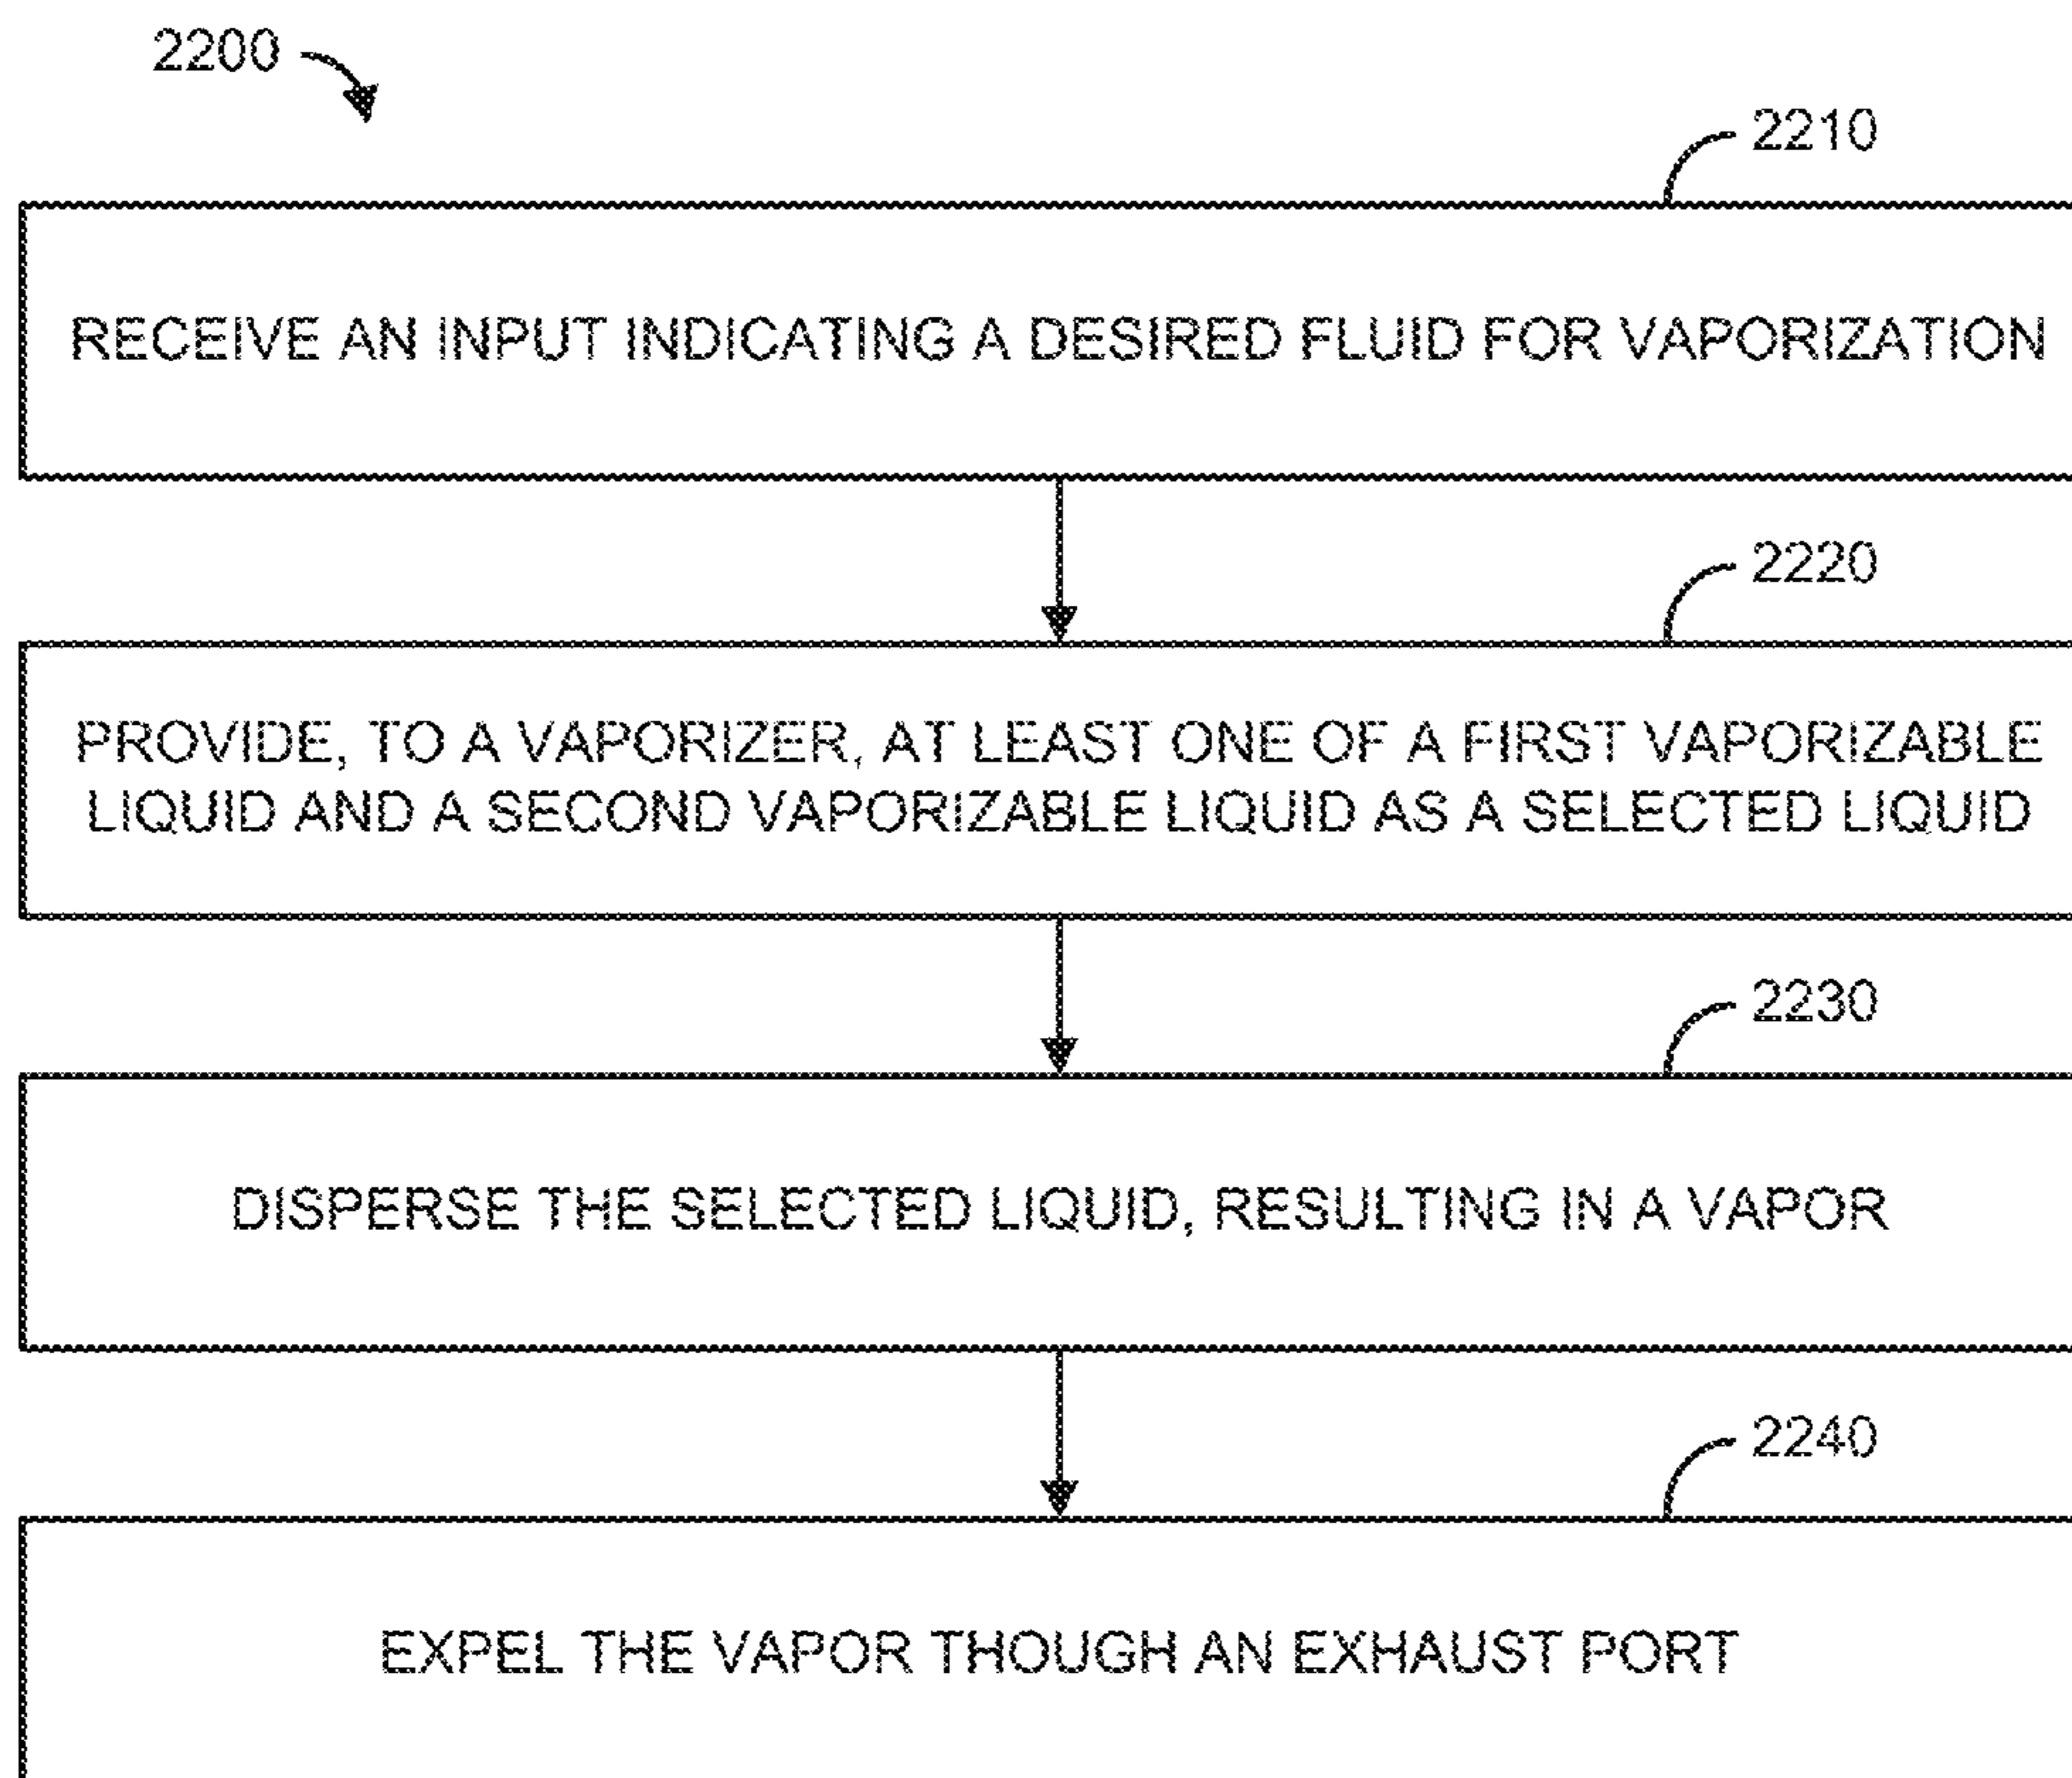 2200
2210
RECEIVE AN INPUT INDICATING A DESIRED FLUID FOR VAPORIZATION
2220
PROVIDE, TO A VAPORIZER, AT LEAST ONE OF A FIRST VAPORIZABLE
LIQUID AND A SECOND VAPORIZABLE LIQUID AS A SELECTED LIQUID
2230
DISPERSE THE SELECTED LIQUID, RESULTING IN A VAPOR
2240
EXPEL THE VAPOR THOUGH AN EXHAUST PORT